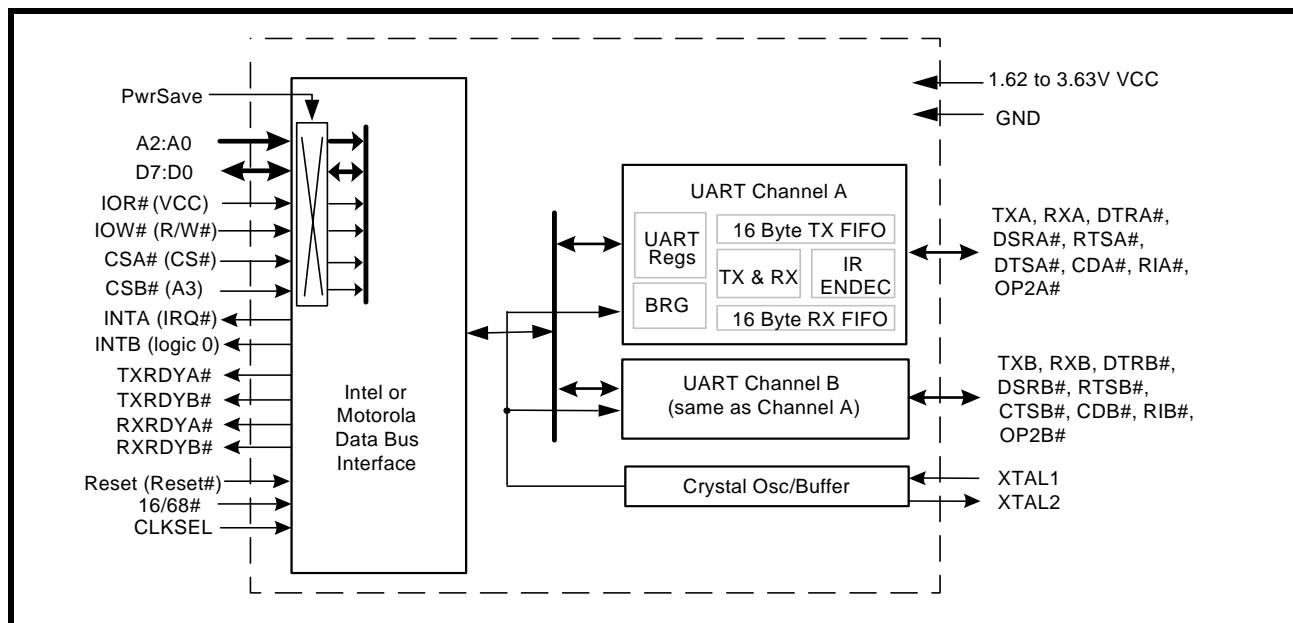 PwrSave
A2:A0
D7:D0
IOR# (VCC)
IOW# (R/W#)
CSA# (CS#)
CSB# (A3)
INTA (IRQ#)
INTB (logic 0)
TXRDYA#
TXRDYB#
RXRDYA#
RXRDYB#
Reset (Reset#)
16/68#
CLKSEL
Intel or
Motorola
Data Bus
Interface
UART Channel A
UART
Regs
BRG
16 Byte TX FIFO
TX & RX
IR
ENDEC
16 Byte RX FIFO
UART Channel B
(same as Channel A)
Crystal Osc/Buffer
1.62 to 3.63V VCC
GND
TXA, RXA, DTRA#,
DSRA#, RTSA#,
DTSA#, CDA#, RIA#,
OP2A#
TXB, RXB, DTRB#,
DSRB#, RTSB#,
CTSB#, CDB#, RIB#,
OP2B#
XTAL1
XTAL2